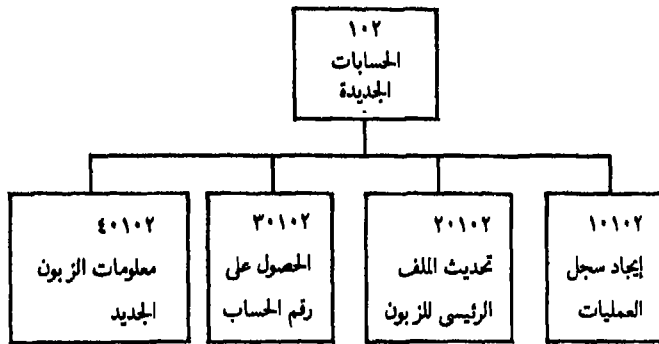 ١٠٢
الحسابات
الجديدة
١٠١٠٢
إيجاد سجل
العمليات
٢٠١٠٢
تحديث الملف
الرئيسى للزبون
٣٠١٠٢
الحصول على
رقم الحساب
٤٠١٠٢
معلومات الزبون
الجديد